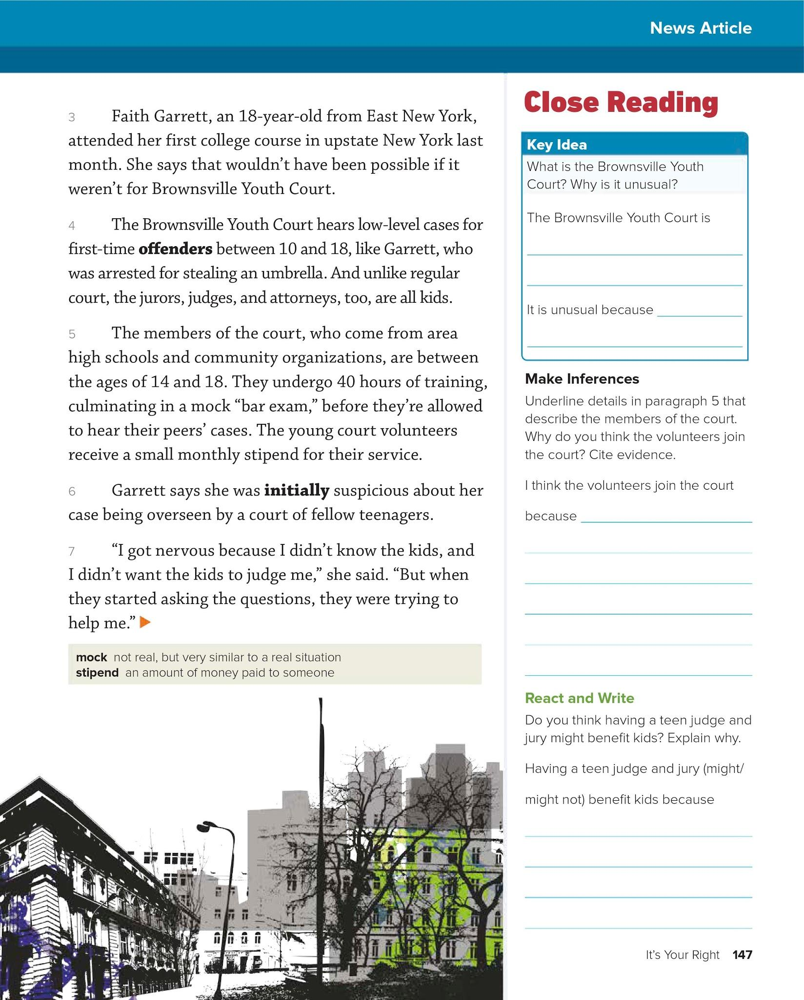 News Article
3 Faith Garrett, an 18-year-old from East New York,
attended her first college course in upstate New York last
month. She says that wouldn’t have been possible if it
weren’t for Brownsville Youth Court.
4 The Brownsville Youth Court hears low-level cases for
first-time offenders between 10 and 18, like Garrett, who
was arrested for stealing an umbrella. And unlike regular
court, the jurors, judges, and attorneys, too, are all kids.
5 The members of the court, who come from area
high schools and community organizations, are between
the ages of 14 and 18. They undergo 40 hours of training,
culminating in a mock “bar exam,” before they’re allowed
to hear their peers’ cases. The young court volunteers
receive a small monthly stipend for their service.
6 Garrett says she was initially suspicious about her
case being overseen by a court of fellow teenagers.
7 “I got nervous because I didn’t know the kids, and
I didn’t want the kids to judge me,” she said. “But when
they started asking the questions, they were trying to
help me.”
mock not real, but very similar to a real situation
stipend an amount of money paid to someone
Close Reading
Key Idea
What is the Brownsville Youth
Court? Why is it unusual?
The Brownsville Youth Court is
It is unusual because
Make Inferences
Underline details in paragraph 5 that
describe the members of the court.
Why do you think the volunteers join
the court? Cite evidence.
I think the volunteers join the court
because
React and Write
Do you think having a teen judge and
jury might benefit kids? Explain why.
Having a teen judge and jury (might/
might not) benefit kids because
It’s Your Right 147